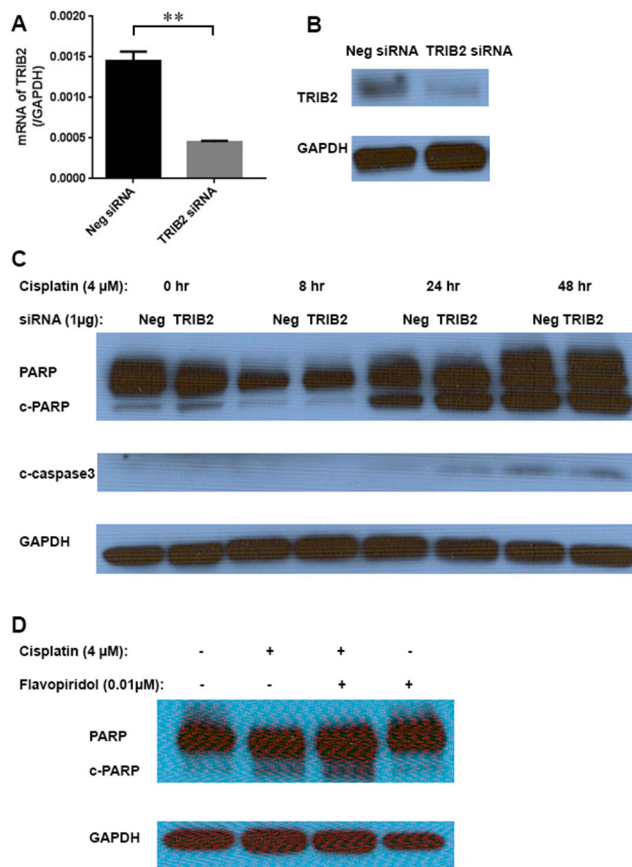 A
**
mRNA of TRIB2
(/GAPDH)
0.0020
0.0015
0.0010
0.0005
0.0000
Neg siRNA
TRIB2 siRNA
B
Neg siRNA TRIB2 siRNA
TRIB2
GAPDH
C
Cisplatin (4 µM): 0 hr 8 hr 24 hr 48 hr
siRNA (1µg): Neg TRIB2 Neg TRIB2 Neg TRIB2 Neg TRIB2
PARP
c-PARP
c-caspase3
GAPDH
D
Cisplatin (4 µM): - + + -
Flavopiridol (0.01µM): - - + +
PARP
c-PARP
GAPDH